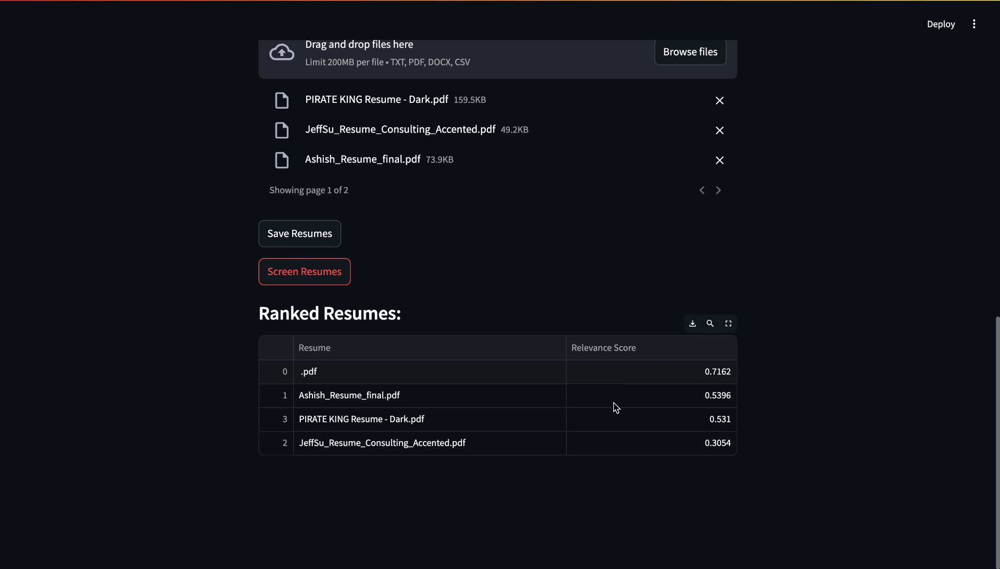 Deploy
Drag and drop files here
Limit 200MB per file • TXT, PDF, DOCX, CSV
Browse files
PIRATE KING Resume - Dark.pdf 159.5KB
JeffSu_Resume_Consulting_Accented.pdf 49.2KB
Ashish_Resume_final.pdf 73.9KB
Showing page 1 of 2
Save Resumes
Screen Resumes
Ranked Resumes:
Resume Relevance Score
0 .pdf 0.7162
1 Ashish_Resume_final.pdf 0.5396
3 PIRATE KING Resume - Dark.pdf 0.531
2 JeffSu_Resume_Consulting_Accented.pdf 0.3054